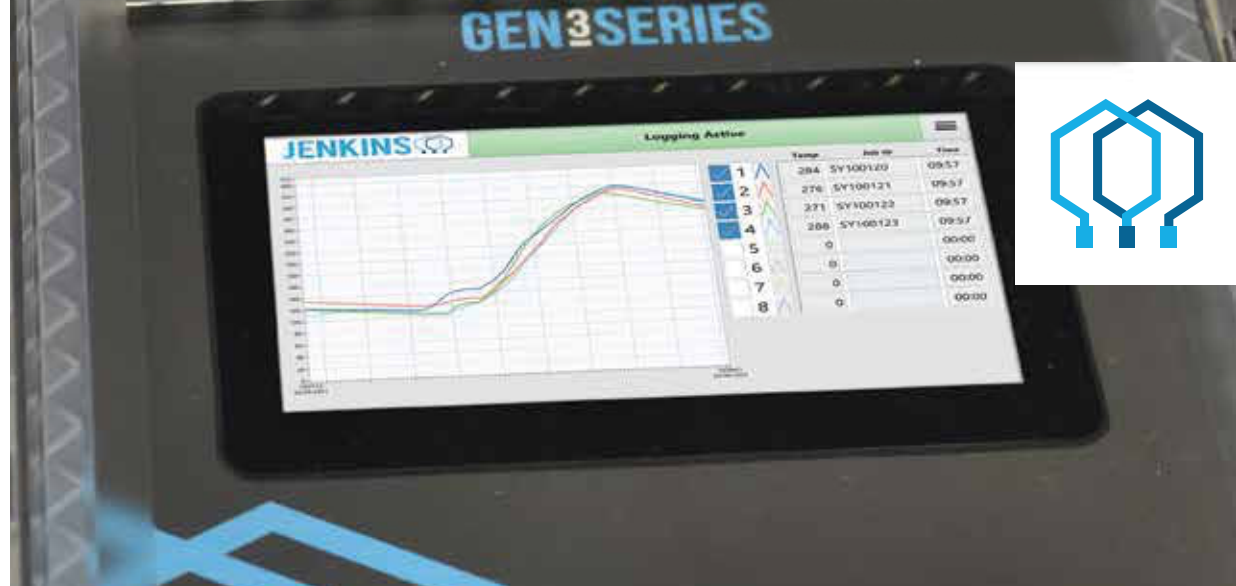 GEN3SERIES
JENKINS
Logging Active
Temp Job ID Time
1 284 SY100120 09:57
2 276 SY100121 09:57
3 271 SY100122 09:57
4 288 SY100123 09:57
5 0 00:00
6 0 00:00
7 0 00:00
8 0 00:00